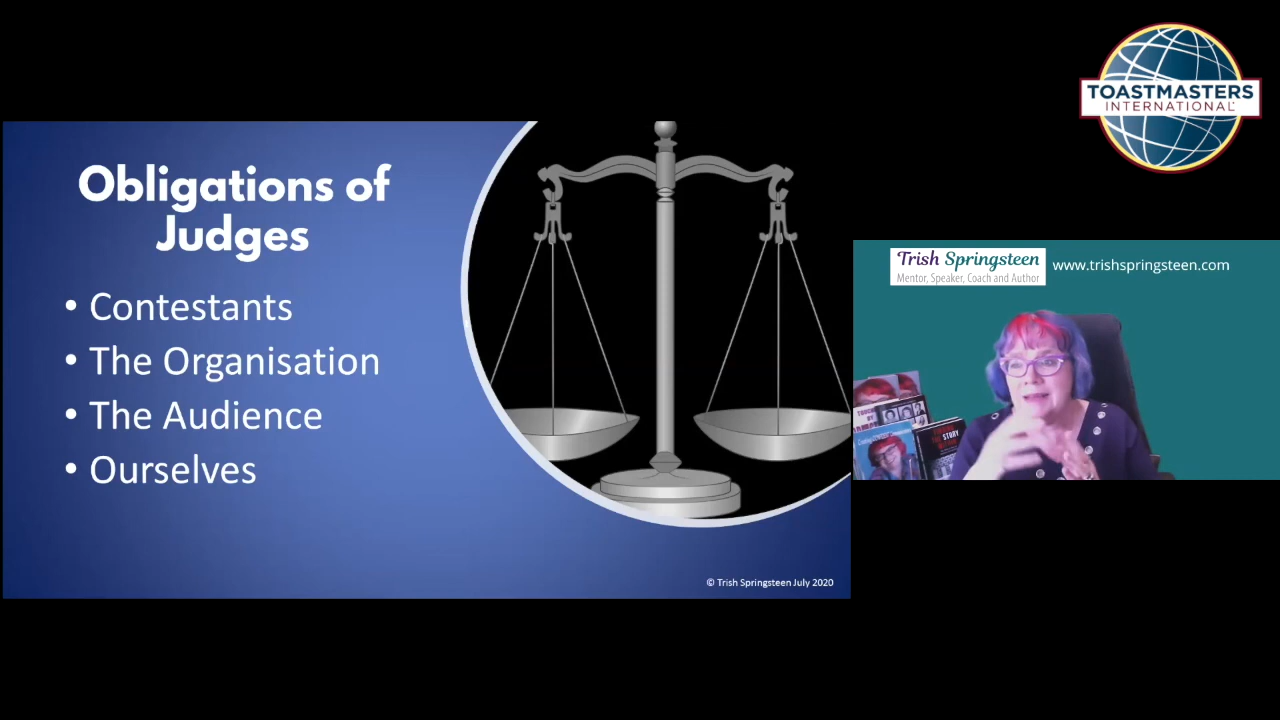 TOASTMASTERS
INTERNATIONAL
Obligations of
Judges
• Contestants
• The Organisation
• The Audience
• Ourselves
© Trish Springsteen July 2020
Trish Springsteen
Mentor, Speaker, Coach and Author
www.trishspringsteen.com
STORY